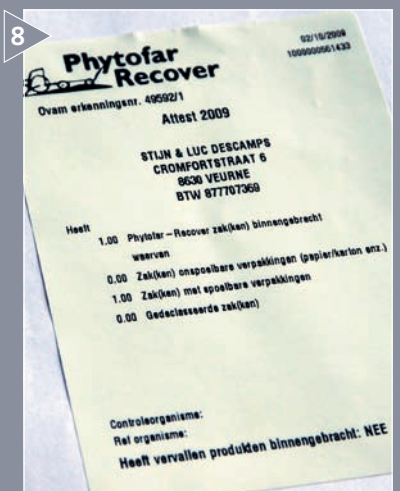 8
Phytofar
Recover
02/10/2009
1000000561433
Ovam erkenningsnr. 49592/1
Attest 2009
STIJN & LUC DESCAMPS
CROMFORTSTRAAT 6
8630 VEURNE
BTW 877707369
Heeft
1.00 Phytofar – Recover zak(ken) binnengebracht
waarvan
0.00 Zak(ken) onspoelbare verpakkingen (papier/karton enz.)
1.00 Zak(ken) met spoelbare verpakkingen
0.00 Gedeclasseerde zak(ken)
Controleorganisme:
Ref organisme:
Heeft vervallen produkten binnengebracht: NEE